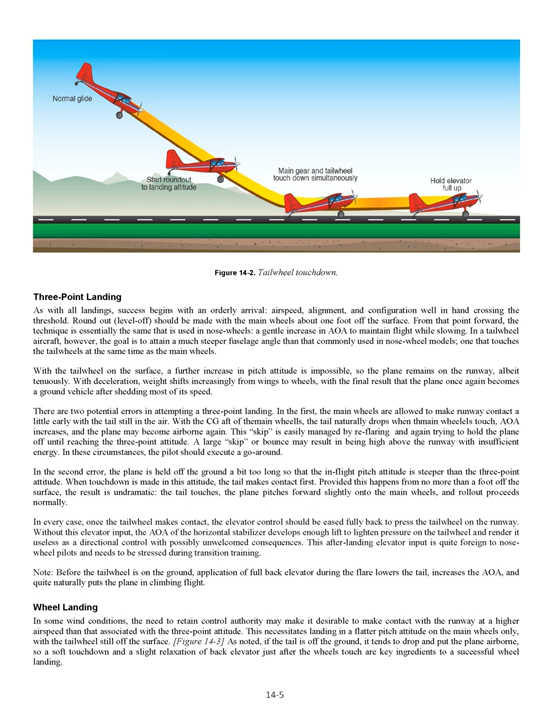 Normal glide
Start roundout
to landing attitude
Main gear and tailwheel
touch down simultaneously
Hold elevator
full up
Figure 14-2. Tailwheel touchdown.
Three-Point Landing
As with all landings, success begins with an orderly arrival: airspeed, alignment, and configuration well in hand crossing the
threshold. Round out (level-off) should be made with the main wheels about one foot off the surface. From that point forward, the
technique is essentially the same that is used in nose-wheels: a gentle increase in AOA to maintain flight while slowing. In a tailwheel
aircraft, however, the goal is to attain a much steeper fuselage angle than that commonly used in nose-wheel models; one that touches
the tailwheels at the same time as the main wheels.
With the tailwheel on the surface, a further increase in pitch attitude is impossible, so the plane remains on the runway, albeit
tenuously. With deceleration, weight shifts increasingly from wings to wheels, with the final result that the plane once again becomes
a ground vehicle after shedding most of its speed.
There are two potential errors in attempting a three-point landing. In the first, the main wheels are allowed to make runway contact a
little early with the tail still in the air. With the CG aft of themain wheells, the tail naturally drops when thmain wheelels touch, AOA
increases, and the plane may become airborne again. This “skip” is easily managed by re-flaring and again trying to hold the plane
off until reaching the three-point attitude. A large “skip” or bounce may result in being high above the runway with insufficient
energy. In these circumstances, the pilot should execute a go-around.
In the second error, the plane is held off the ground a bit too long so that the in-flight pitch attitude is steeper than the three-point
attitude. When touchdown is made in this attitude, the tail makes contact first. Provided this happens from no more than a foot off the
surface, the result is undramatic: the tail touches, the plane pitches forward slightly onto the main wheels, and rollout proceeds
normally.
In every case, once the tailwheel makes contact, the elevator control should be eased fully back to press the tailwheel on the runway.
Without this elevator input, the AOA of the horizontal stabilizer develops enough lift to lighten pressure on the tailwheel and render it
useless as a directional control with possibly unwelcomed consequences. This after-landing elevator input is quite foreign to nose-
wheel pilots and needs to be stressed during transition training.
Note: Before the tailwheel is on the ground, application of full back elevator during the flare lowers the tail, increases the AOA, and
quite naturally puts the plane in climbing flight.
Wheel Landing
In some wind conditions, the need to retain control authority may make it desirable to make contact with the runway at a higher
airspeed than that associated with the three-point attitude. This necessitates landing in a flatter pitch attitude on the main wheels only,
with the tailwheel still off the surface. [Figure 14-3] As noted, if the tail is off the ground, it tends to drop and put the plane airborne,
so a soft touchdown and a slight relaxation of back elevator just after the wheels touch are key ingredients to a successful wheel
landing.
14-5